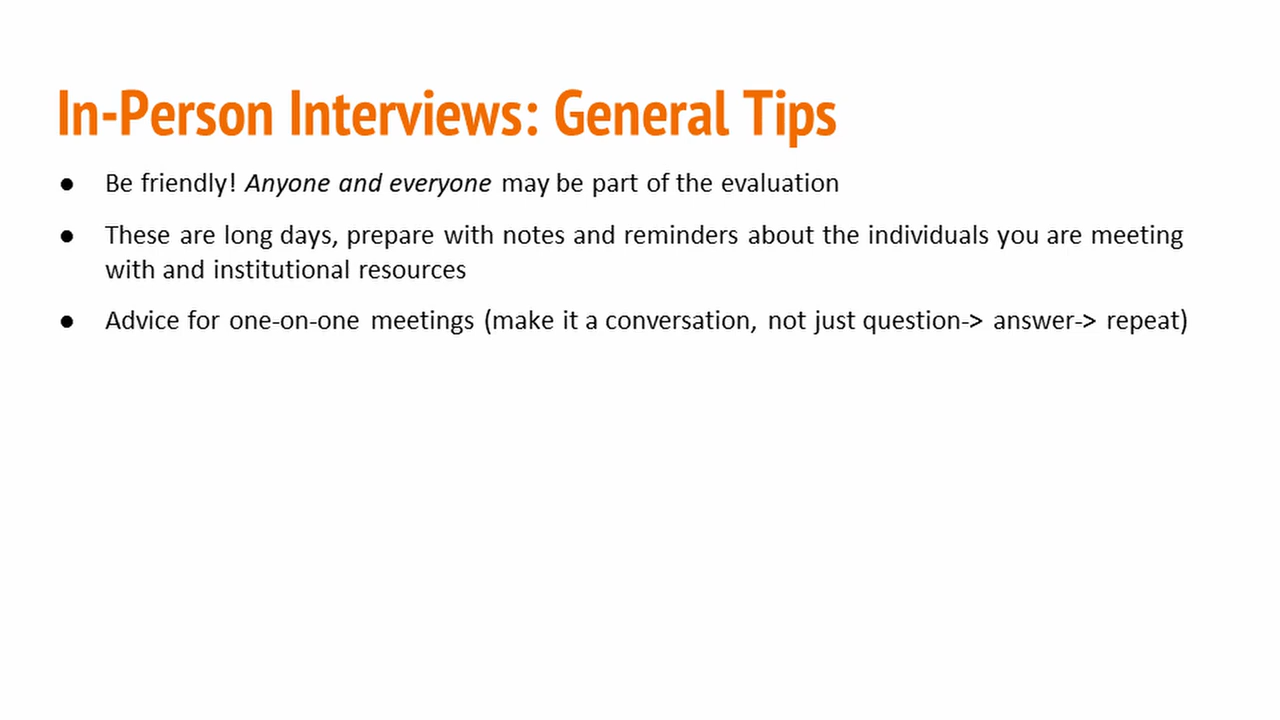 In-Person Interviews: General Tips
● Be friendly! Anyone and everyone may be part of the evaluation
● These are long days, prepare with notes and reminders about the individuals you are meeting
with and institutional resources
● Advice for one-on-one meetings (make it a conversation, not just question-> answer-> repeat)